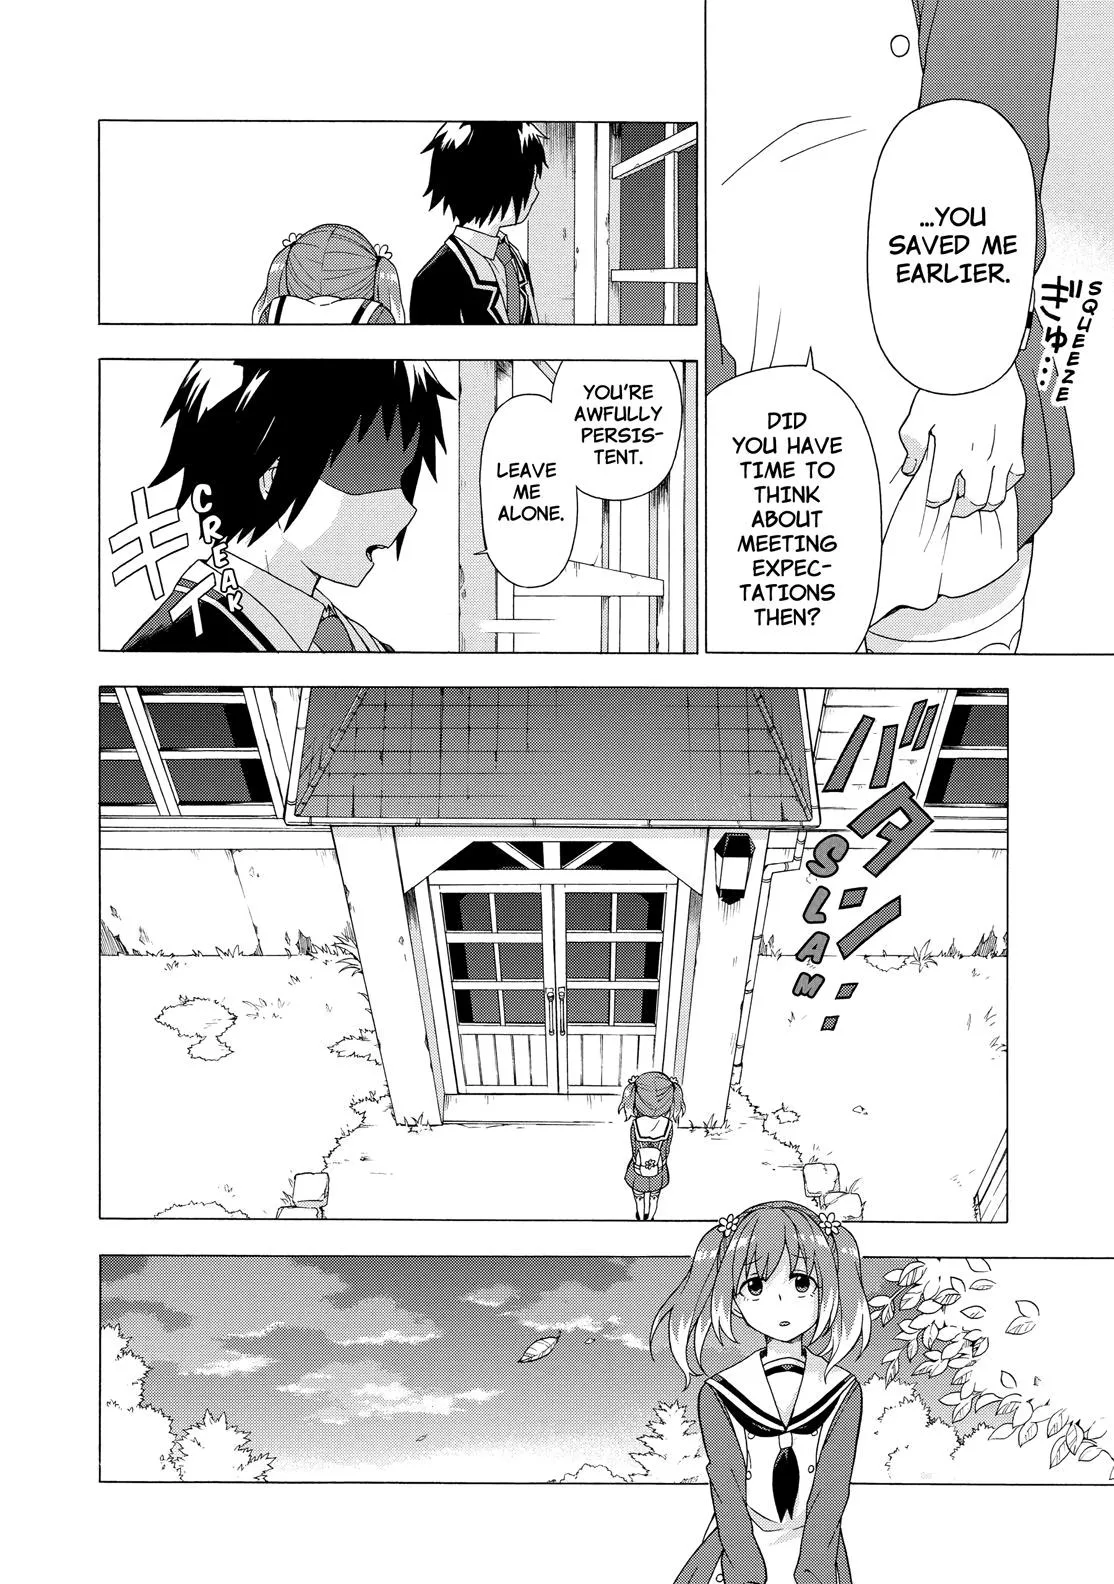 ...YOU
SAVED ME
EARLIER.
ぎゅ…
SQUEEZE
DID
YOU HAVE
TIME TO
THINK
ABOUT
MEETING
EXPEC-
TATIONS
THEN?
YOU'RE
AWFULLY
PERSIS-
TENT.
LEAVE
ME
ALONE.
CREAK
キイ
バタン..
SLAM